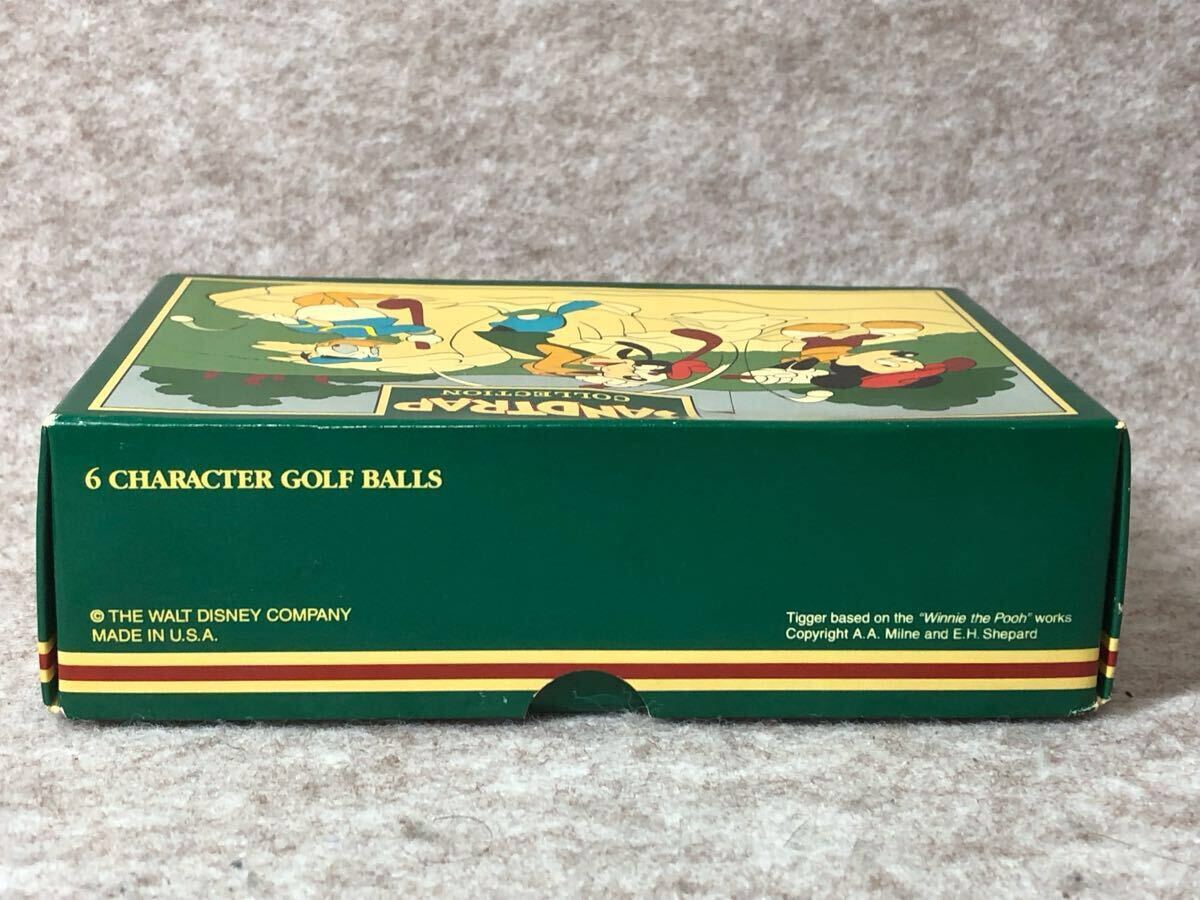 SANDTRAP
COLLECTION
6 CHARACTER GOLF BALLS
© THE WALT DISNEY COMPANY
MADE IN U.S.A.
Tigger based on the "Winnie the Pooh" works
Copyright A.A. Milne and E.H. Shepard